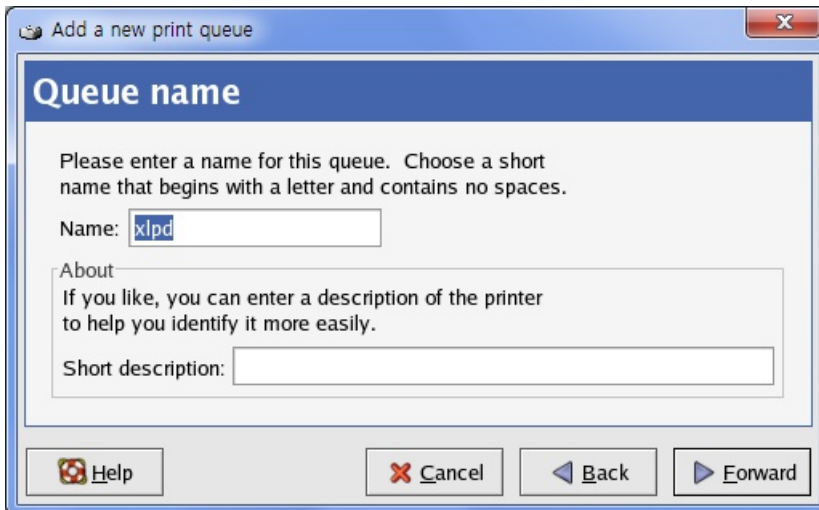 Add a new print queue
Queue name
Please enter a name for this queue. Choose a short
name that begins with a letter and contains no spaces.
Name: xlpd
About
If you like, you can enter a description of the printer
to help you identify it more easily.
Short description:
Help
Cancel
Back
Forward